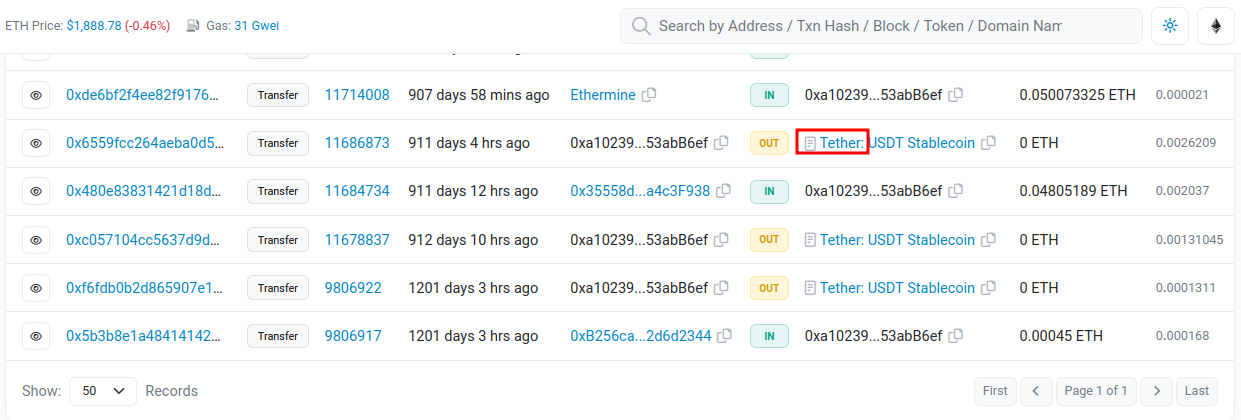 ETH Price: $1,888.78 (-0.46%) Gas: 31 Gwei Search by Address / Txn Hash / Block / Token / Domain Nam
0xde6bf2f4ee82f9176... Transfer 11714008 907 days 58 mins ago Ethermine IN 0xa10239...53abB6ef 0.050073325 ETH 0.000021
0x6559fcc264aeba0d5... Transfer 11686873 911 days 4 hrs ago 0xa10239...53abB6ef OUT Tether: USDT Stablecoin 0 ETH 0.0026209
0x480e83831421d18d... Transfer 11684734 911 days 12 hrs ago 0x35558d...a4c3F938 IN 0xa10239...53abB6ef 0.04805189 ETH 0.002037
0xc057104cc5637d9d... Transfer 11678837 912 days 10 hrs ago 0xa10239...53abB6ef OUT Tether: USDT Stablecoin 0 ETH 0.00131045
0xf6fdb0b2d865907e1... Transfer 9806922 1201 days 3 hrs ago 0xa10239...53abB6ef OUT Tether: USDT Stablecoin 0 ETH 0.0001311
0x5b3b8e1a48414142... Transfer 9806917 1201 days 3 hrs ago 0xB256ca...2d6d2344 IN 0xa10239...53abB6ef 0.00045 ETH 0.000168
Show: 50 Records First Page 1 of 1 Last